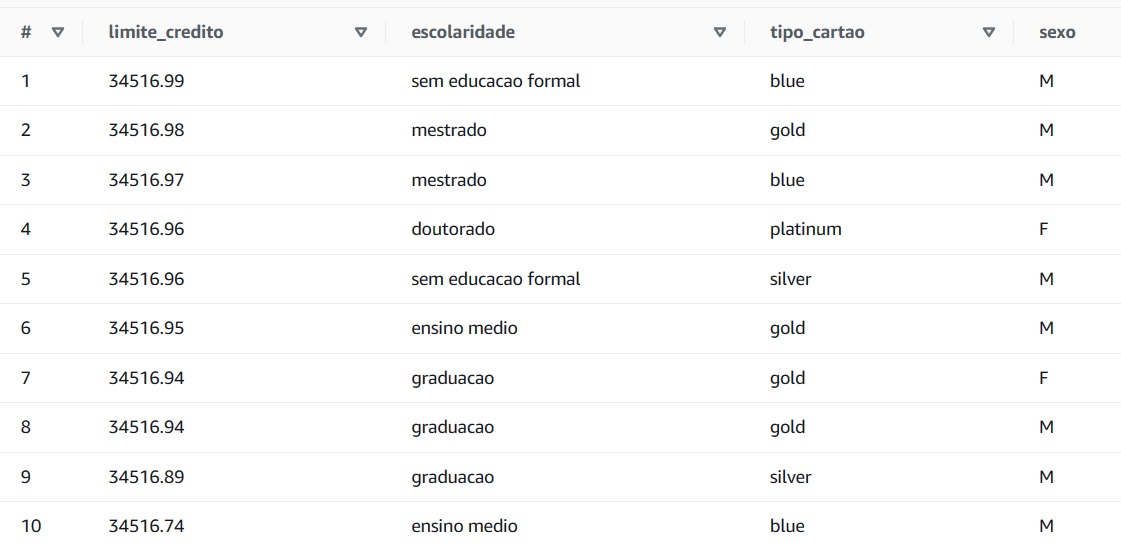 # limite_credito escolaridade tipo_cartao sexo
1 34516.99 sem educacao formal blue M
2 34516.98 mestrado gold M
3 34516.97 mestrado blue M
4 34516.96 doutorado platinum F
5 34516.96 sem educacao formal silver M
6 34516.95 ensino medio gold M
7 34516.94 graduacao gold F
8 34516.94 graduacao gold M
9 34516.89 graduacao silver M
10 34516.74 ensino medio blue M